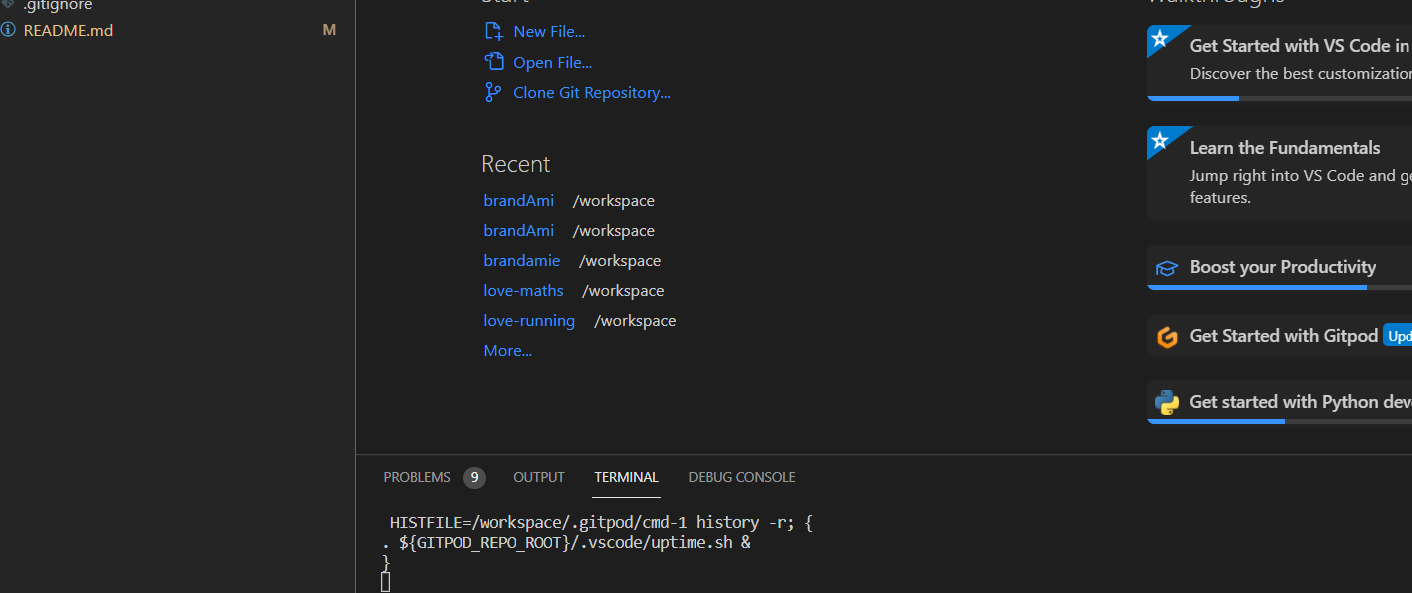 .gitignore
README.md M
Start
New File...
Open File...
Clone Git Repository...
Recent
brandAmi /workspace
brandAmi /workspace
brandamie /workspace
love-maths /workspace
love-running /workspace
More...
Walkthroughs
Get Started with VS Code in
Discover the best customization
Learn the Fundamentals
Jump right into VS Code and ge
features.
Boost your Productivity
Get Started with Gitpod Upd
Get started with Python dev
PROBLEMS 9 OUTPUT TERMINAL DEBUG CONSOLE
HISTFILE=/workspace/.gitpod/cmd-1 history -r; {
. ${GITPOD_REPO_ROOT}/.vscode/uptime.sh &
}